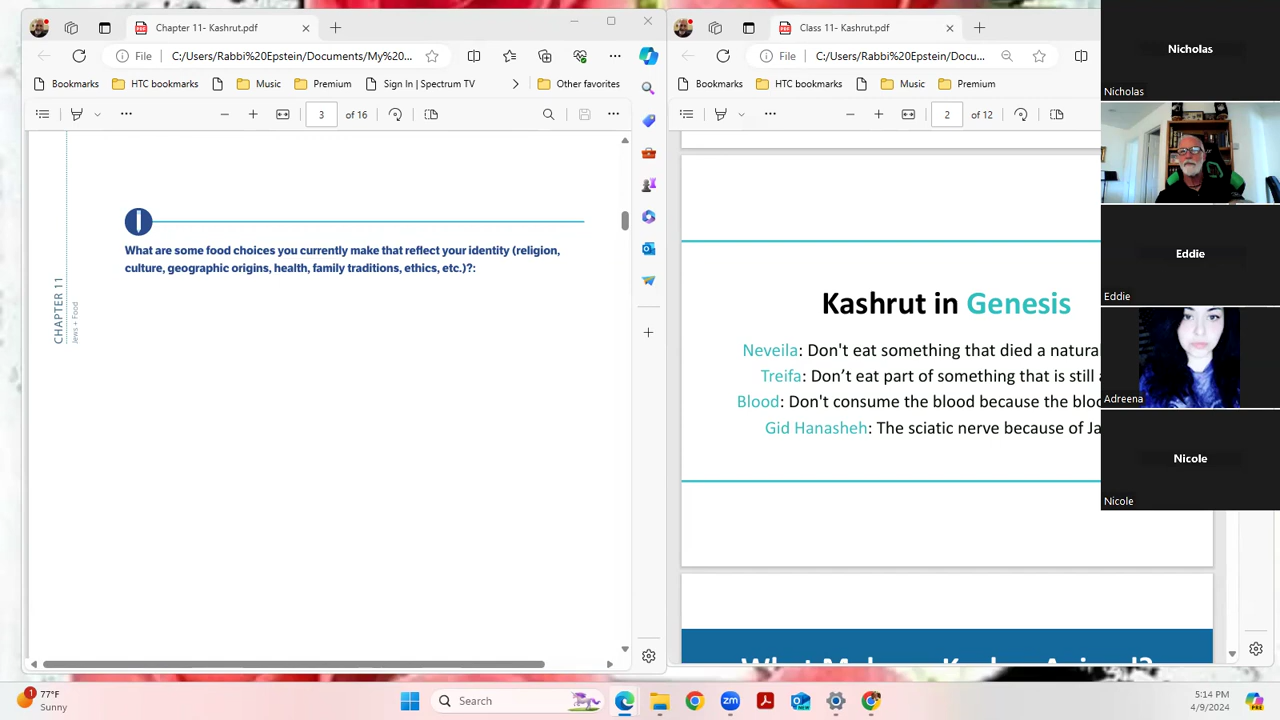 Chapter 11- Kashrut.pdf
File
C:/Users/Rabbi%20Epstein/Documents/My%20...
Bookmarks
HTC bookmarks
Music
Premium
Sign In | Spectrum TV
Other favorites
3 of 16
CHAPTER 11
Jews + Food
What are some food choices you currently make that reflect your identity (religion,
culture, geographic origins, health, family traditions, ethics, etc.)?:
Class 11- Kashrut.pdf
File
C:/Users/Rabbi%20Epstein/Docu...
Bookmarks
HTC bookmarks
Music
Premium
2 of 12
Kashrut in Genesis
Neveila: Don't eat something that died a natura
Treifa: Don’t eat part of something that is still
Blood: Don't consume the blood because the bloo
Gid Hanasheh: The sciatic nerve because of Ja
Nicholas
Nicholas
Eddie
Eddie
Adreena
Nicole
Nicole
1
77°F
Sunny
Search
zm
5:14 PM
4/9/2024